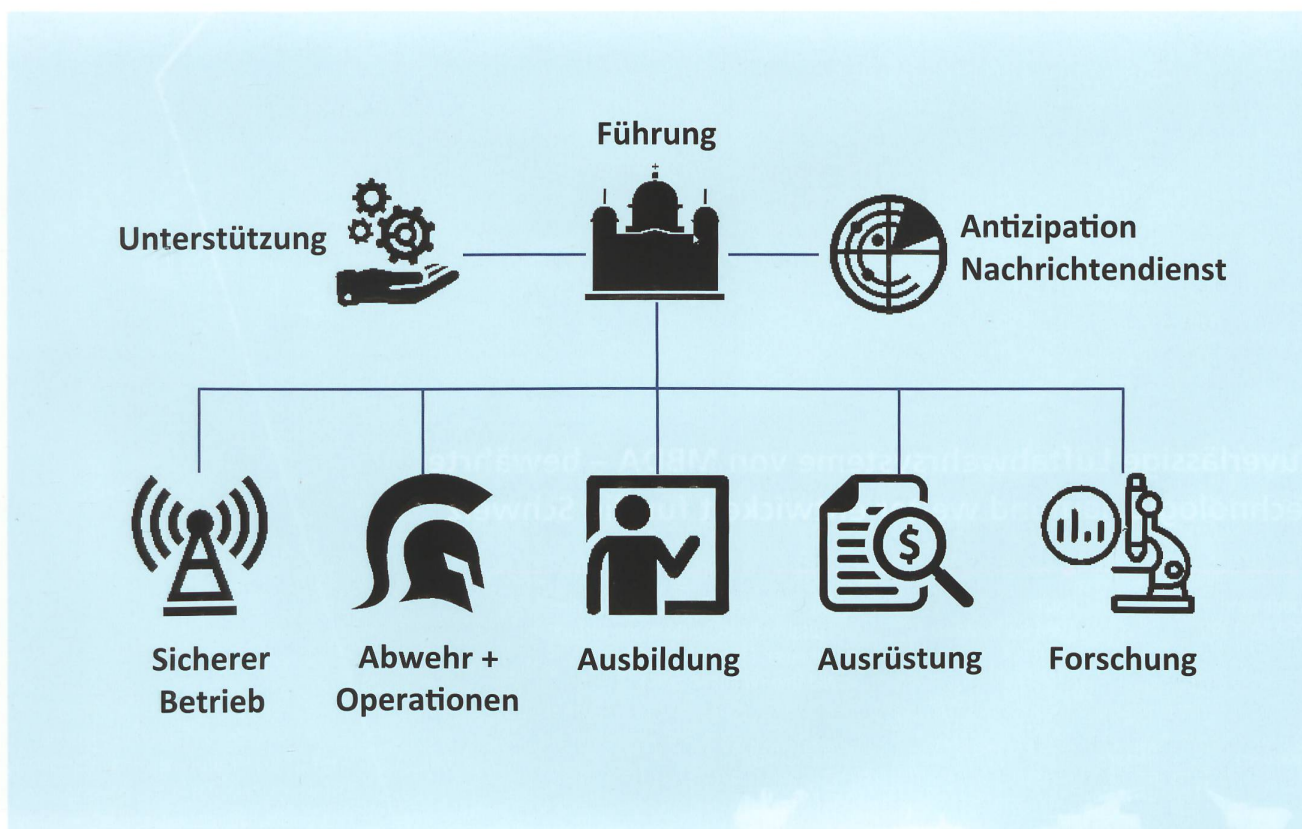 Führung
Unterstützung
Antizipation
Nachrichtendienst
Sicherer
Betrieb
Abwehr +
Operationen
Ausbildung
Ausrüstung
Forschung
$